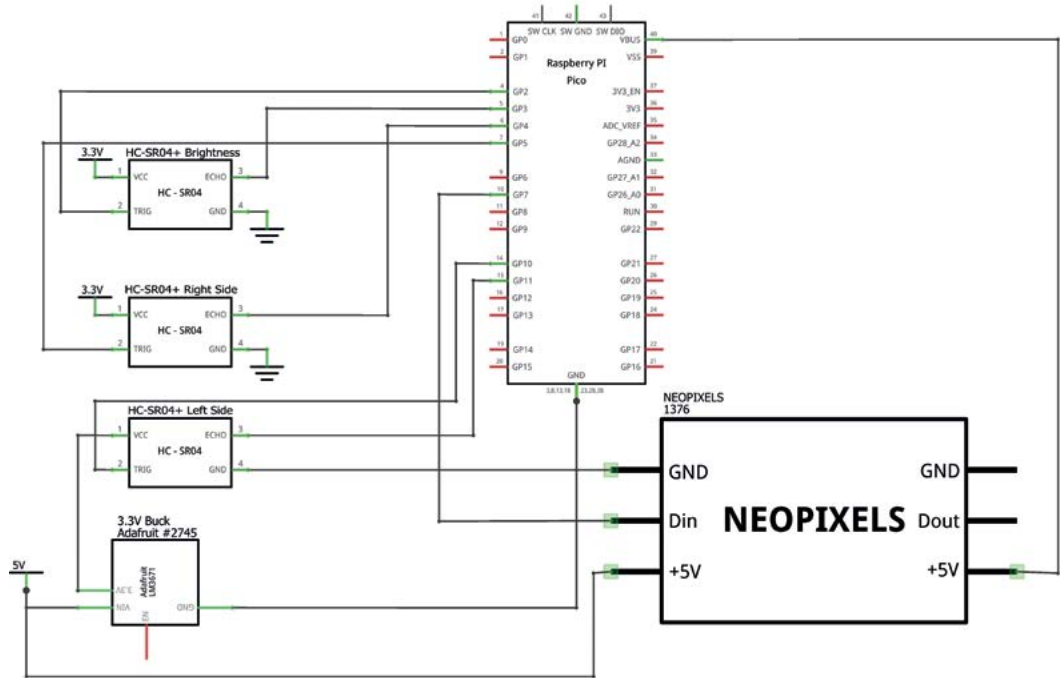 41 42 43
SW CLK SW GND SW DIO
Raspberry PI
Pico
1 GP0
2 GP1
4 GP2
5 GP3
6 GP4
7 GP5
9 GP6
10 GP7
11 GP8
12 GP9
14 GP10
15 GP11
16 GP12
17 GP13
19 GP14
20 GP15
VBUS 40
VSS 39
3V3_EN 37
3V3 36
ADC_VREF 35
GP28_A2 34
AGND 33
GP27_A1 32
GP26_A0 31
RUN 30
GP22 29
GP21 27
GP20 26
GP19 25
GP18 24
GP17 22
GP16 21
GND
3,8,13,18
3.3V
HC-SR04+ Brightness
1 VCC ECHO 3
HC - SR04
2 TRIG GND 4
3.3V
HC-SR04+ Right Side
1 VCC ECHO 3
HC - SR04
2 TRIG GND 4
HC-SR04+ Left Side
1 VCC ECHO 3
HC - SR04
2 TRIG GND 4
3.3V Buck
Adafruit #2745
5V
Adafruit
LM3671
3.3V
VIN
GND
EN
NEOPIXELS
1376
GND GND
Din NEOPIXELS Dout
+5V +5V